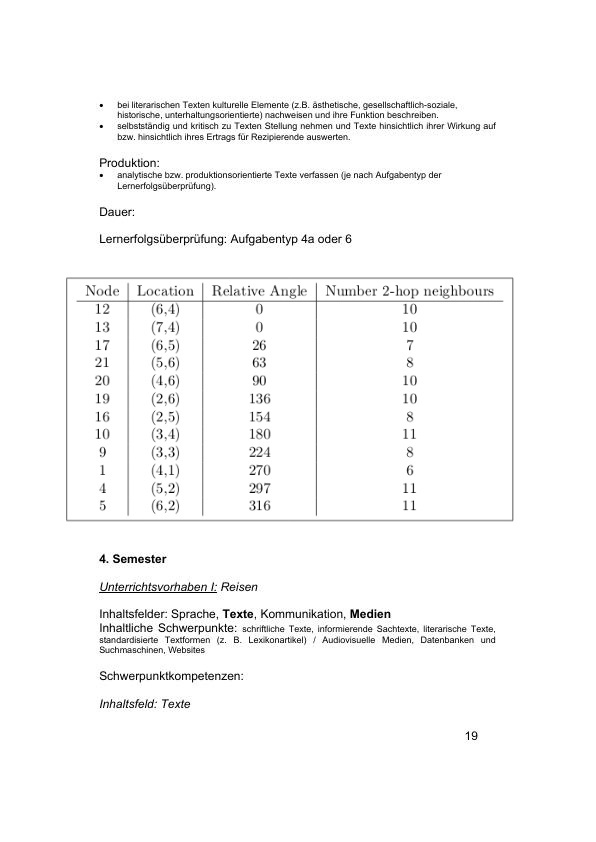 • bei literarischen Texten kulturelle Elemente (z.B. ästhetische, gesellschaftlich-soziale,
historische, unterhaltungsorientierte) nachweisen und ihre Funktion beschreiben.
• selbstständig und kritisch zu Texten Stellung nehmen und Texte hinsichtlich ihrer Wirkung auf
bzw. hinsichtlich ihres Ertrags für Rezipierende auswerten.
Produktion:
• analytische bzw. produktionsorientierte Texte verfassen (je nach Aufgabentyp der
Lernerfolgsüberprüfung).
Dauer:
Lernerfolgsüberprüfung: Aufgabentyp 4a oder 6
Node Location Relative Angle Number 2-hop neighbours
12 (6,4) 0 10
13 (7,4) 0 10
17 (6,5) 26 7
21 (5,6) 63 8
20 (4,6) 90 10
19 (2,6) 136 10
16 (2,5) 154 8
10 (3,4) 180 11
9 (3,3) 224 8
1 (4,1) 270 6
4 (5,2) 297 11
5 (6,2) 316 11
4. Semester
Unterrichtsvorhaben I: Reisen
Inhaltsfelder: Sprache, Texte, Kommunikation, Medien
Inhaltliche Schwerpunkte: schriftliche Texte, informierende Sachtexte, literarische Texte,
standardisierte Textformen (z. B. Lexikonartikel) / Audiovisuelle Medien, Datenbanken und
Suchmaschinen, Websites
Schwerpunktkompetenzen:
Inhaltsfeld: Texte
19